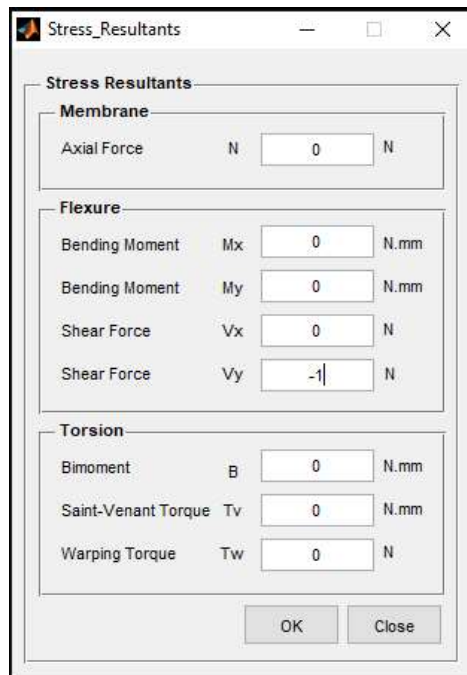 Stress_Resultants
Stress Resultants
Membrane
Axial Force N 0 N
Flexure
Bending Moment Mx 0 N.mm
Bending Moment My 0 N.mm
Shear Force Vx 0 N
Shear Force Vy -1 N
Torsion
Bimoment B 0 N.mm
Saint-Venant Torque Tv 0 N.mm
Warping Torque Tw 0 N
OK Close